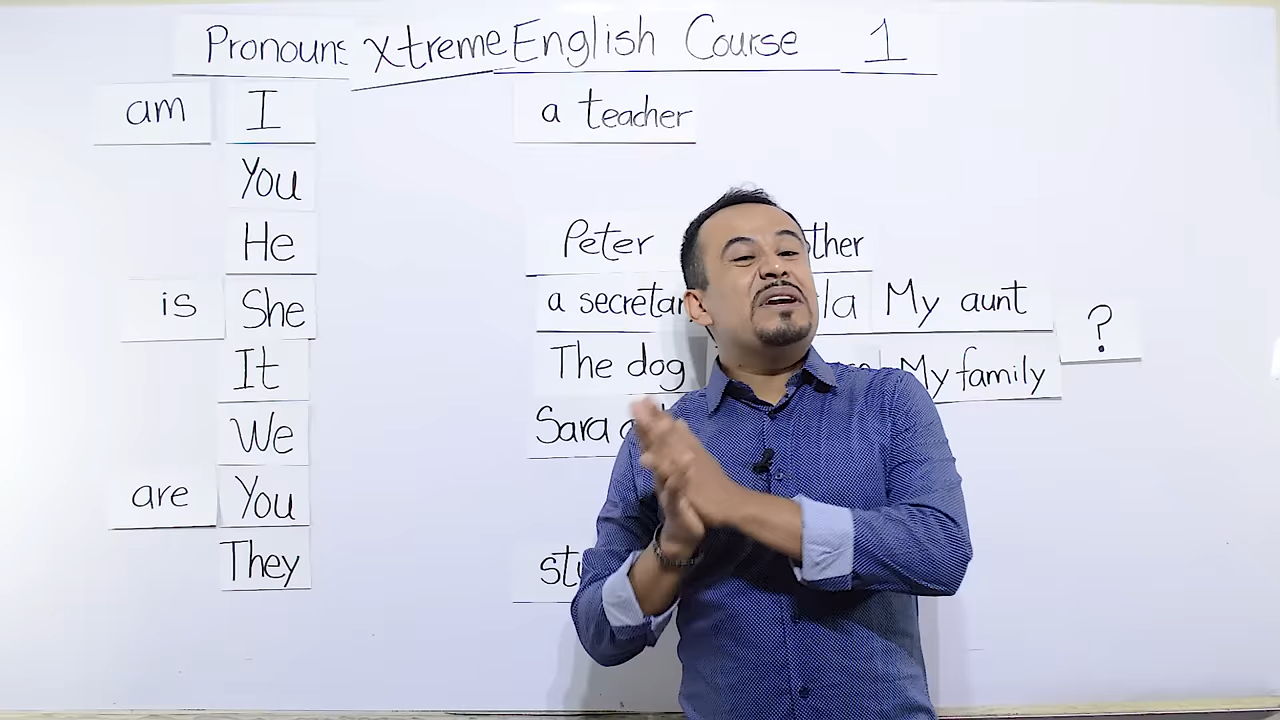 Pronouns Xtreme English Course 1
am I a teacher
You
He Peter
is She My aunt
?
It The dog My family
We Sara
are You
They